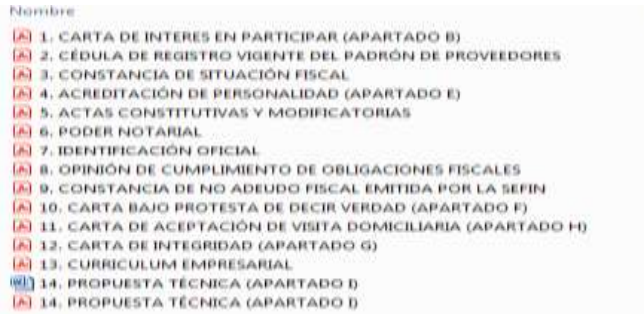 Nombre
1. CARTA DE INTERES EN PARTICIPAR (APARTADO B)
2. CÉDULA DE REGISTRO VIGENTE DEL PADRÓN DE PROVEEDORES
3. CONSTANCIA DE SITUACIÓN FISCAL
4. ACREDITACIÓN DE PERSONALIDAD (APARTADO E)
5. ACTAS CONSTITUTIVAS Y MODIFICATORIAS
6. PODER NOTARIAL
7. IDENTIFICACIÓN OFICIAL
8. OPINIÓN DE CUMPLIMIENTO DE OBLIGACIONES FISCALES
9. CONSTANCIA DE NO ADEUDO FISCAL EMITIDA POR LA SEFIN
10. CARTA BAJO PROTESTA DE DECIR VERDAD (APARTADO F)
11. CARTA DE ACEPTACIÓN DE VISITA DOMICILIARIA (APARTADO H)
12. CARTA DE INTEGRIDAD (APARTADO G)
13. CURRICULUM EMPRESARIAL
14. PROPUESTA TÉCNICA (APARTADO I)
14. PROPUESTA TÉCNICA (APARTADO I)